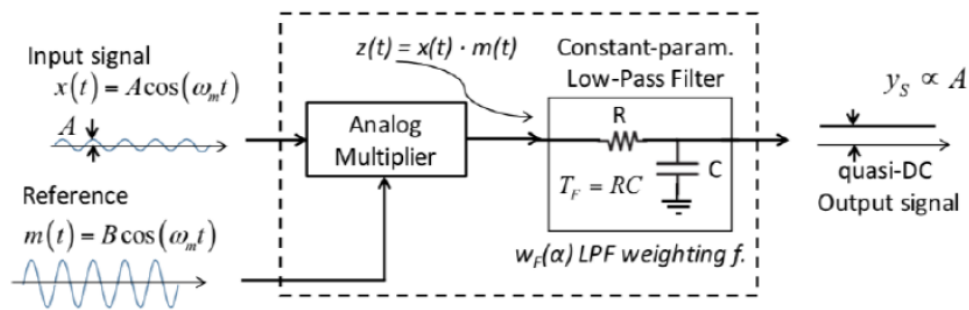 Input signal
x(t) = A cos(ω_m t)
A
Reference
m(t) = B cos(ω_m t)
z(t) = x(t) · m(t)
Analog
Multiplier
Constant-param.
Low-Pass Filter
R
C
T_F = RC
w_F(α) LPF weighting f.
y_S ∝ A
quasi-DC
Output signal